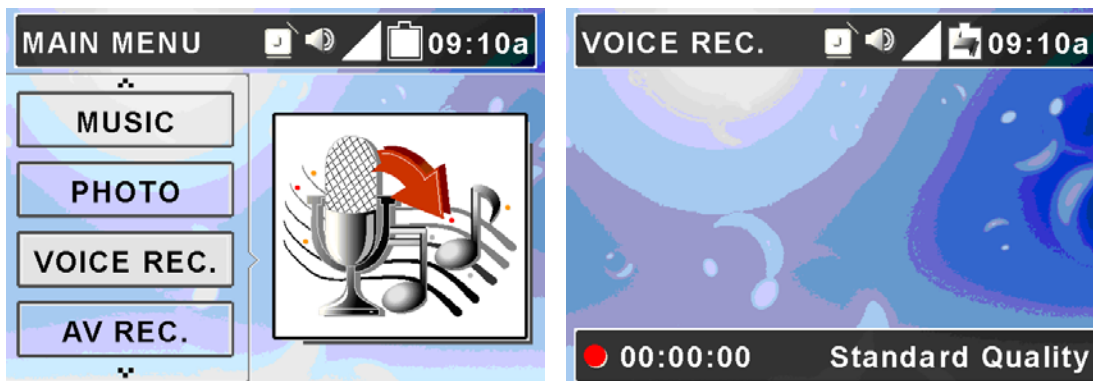 MAIN MENU 09:10a
MUSIC
PHOTO
VOICE REC.
AV REC.
VOICE REC. 09:10a
00:00:00 Standard Quality